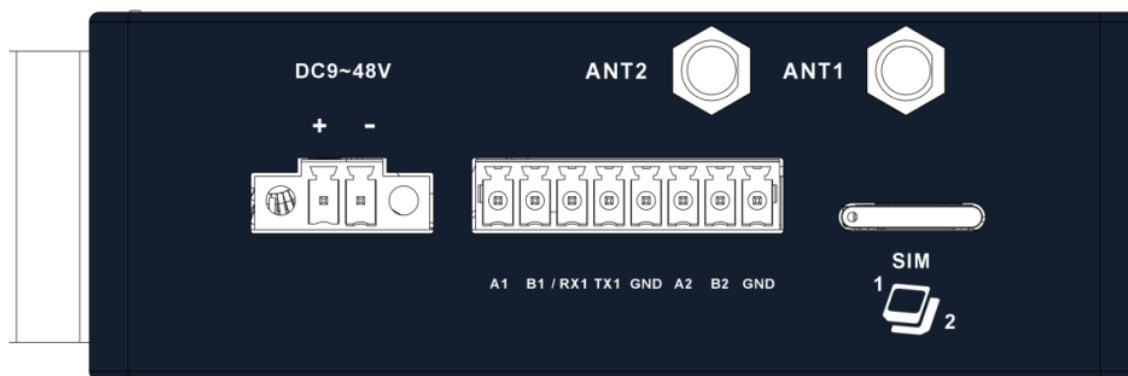 DC9~48V
ANT2
ANT1
+ -
A1 B1 / RX1 TX1 GND A2 B2 GND
SIM
1
2